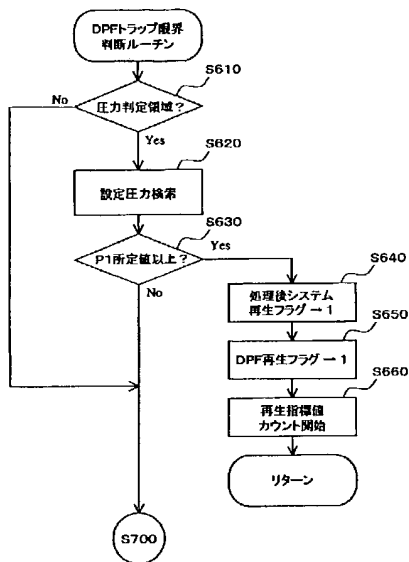 DPFトラップ限界
判断ルーチン
S610
No
圧力判定領域?
Yes
S620
設定圧力検索
S630
P1所定値以上?
Yes
No
S640
処理後システム
再生フラグ→1
S650
DPF再生フラグ→1
S660
再生指標値
カウント開始
リターン
S700